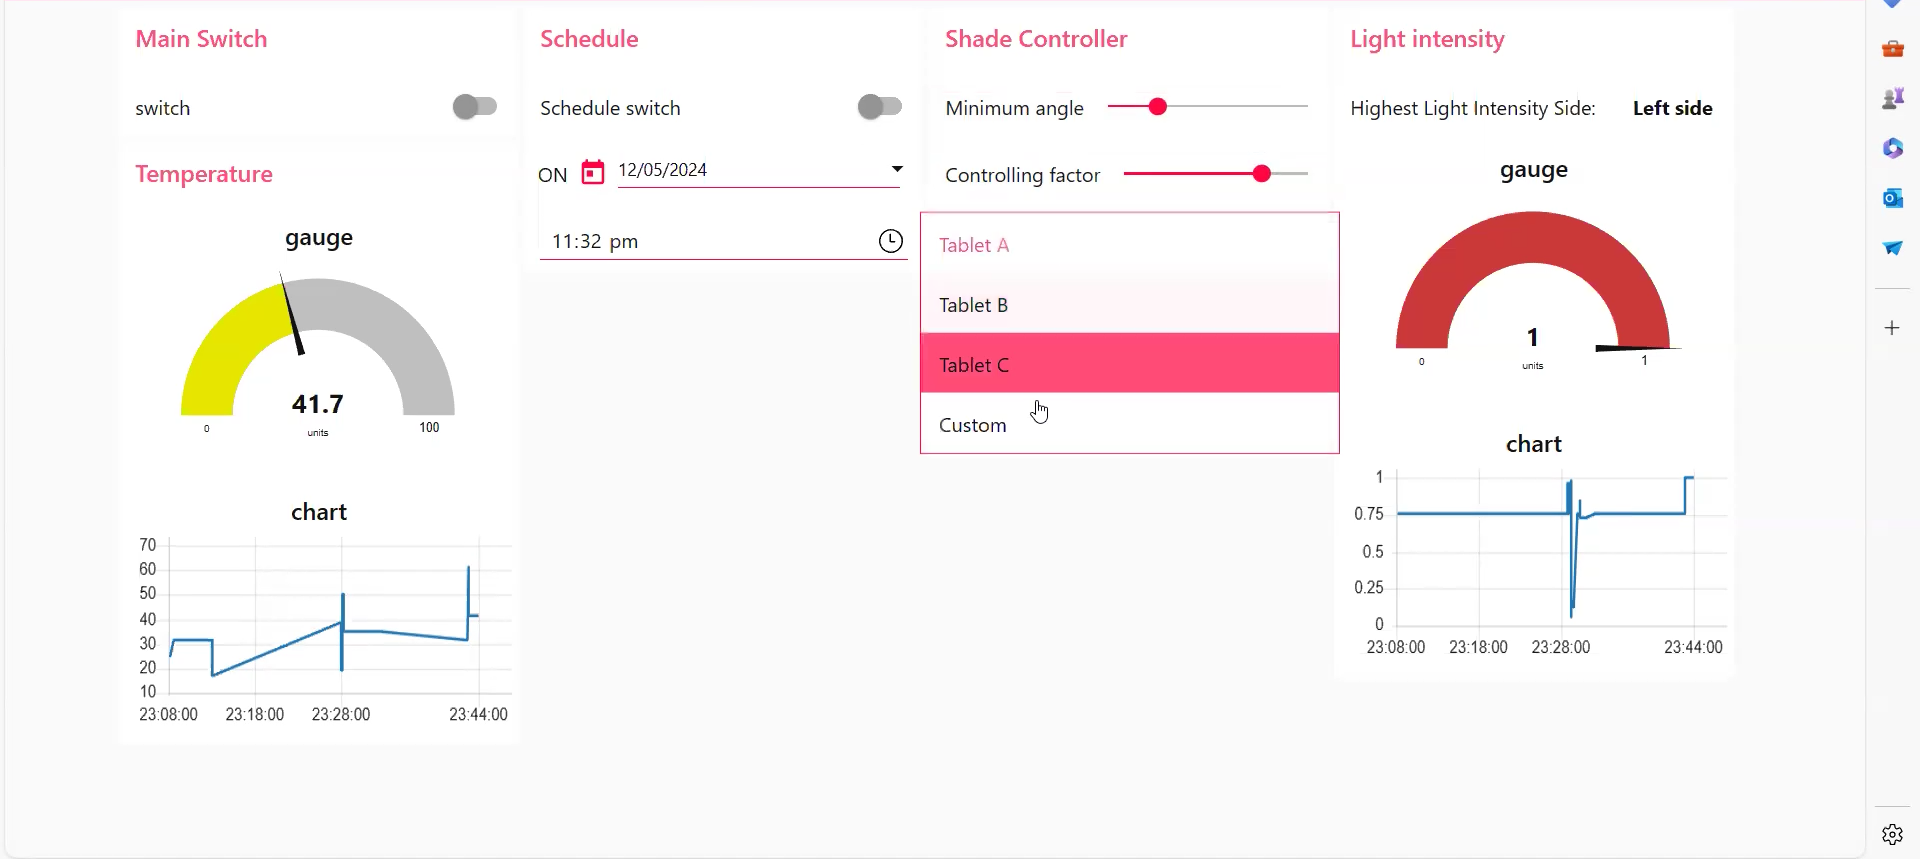 Main Switch
switch
Temperature
gauge
41.7
units
0
100
chart
70
60
50
40
30
20
10
23:08:00 23:18:00 23:28:00 23:44:00
Schedule
Schedule switch
ON 12/05/2024
11:32 pm
Shade Controller
Minimum angle
Controlling factor
Tablet A
Tablet B
Tablet C
Custom
Light intensity
Highest Light Intensity Side: Left side
gauge
1
units
0
1
chart
1
0.75
0.5
0.25
0
23:08:00 23:18:00 23:28:00 23:44:00